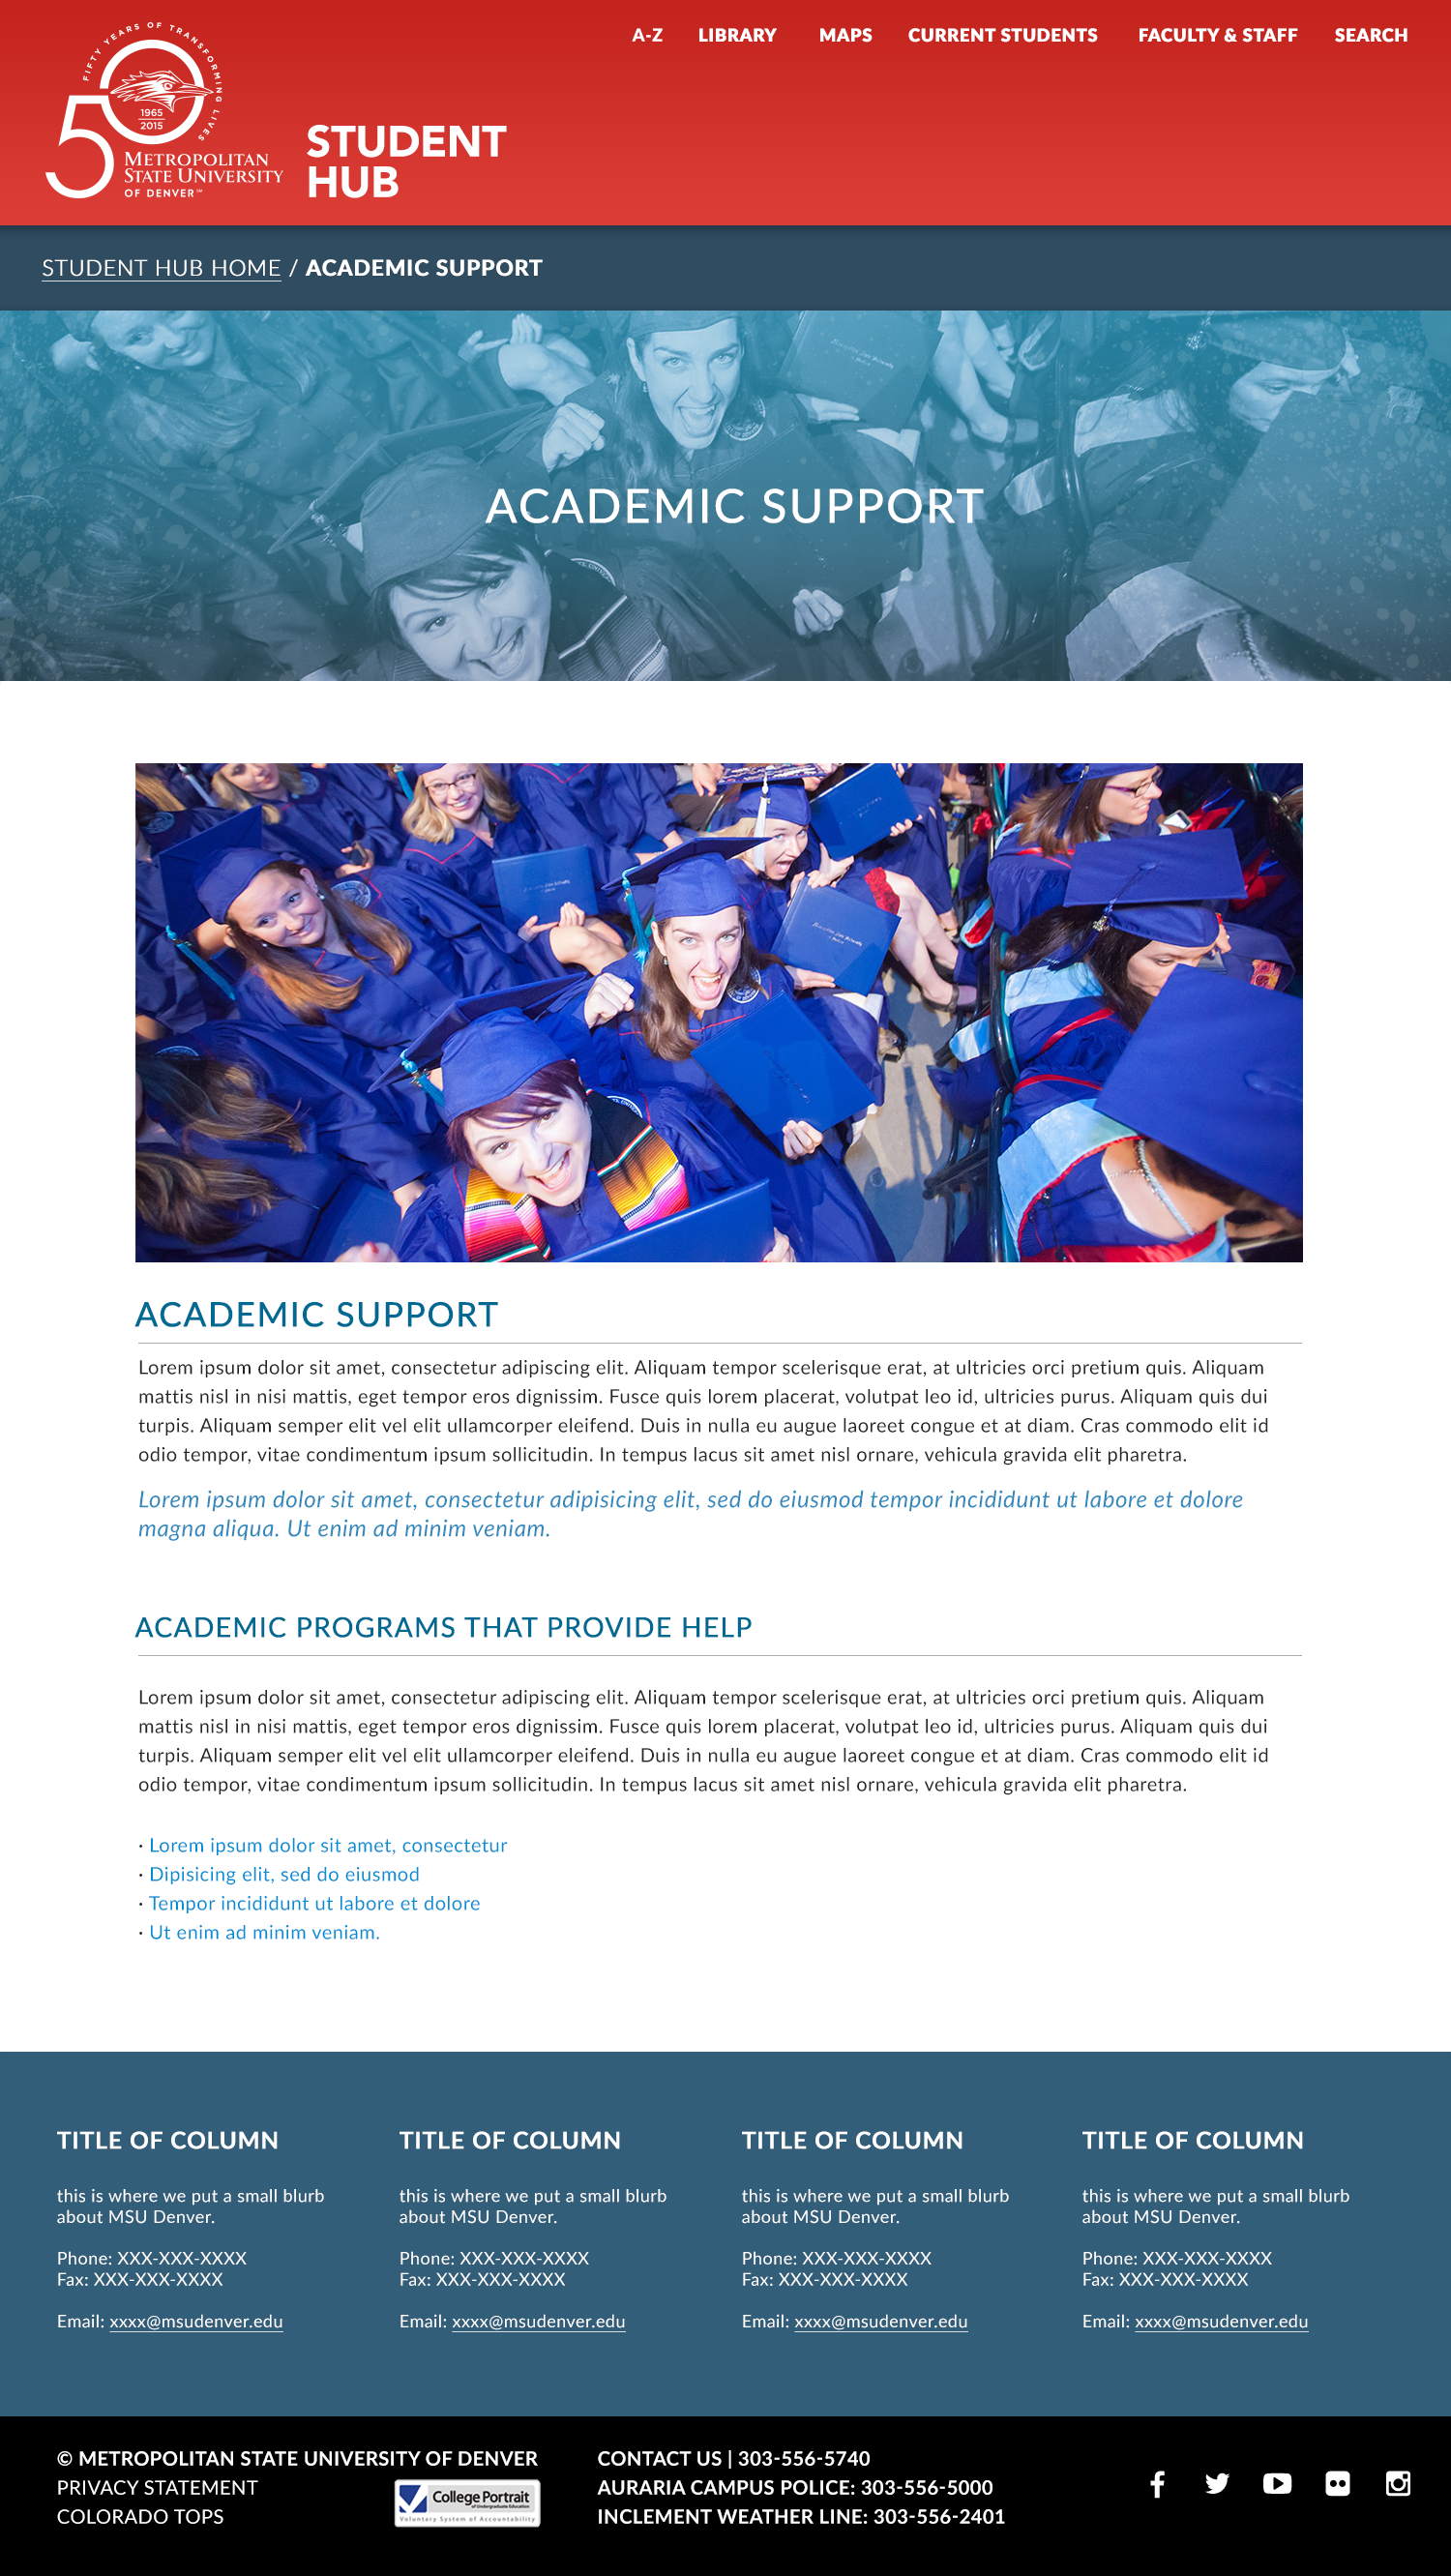 A-Z LIBRARY MAPS CURRENT STUDENTS FACULTY & STAFF SEARCH
FIFTY YEARS OF TRANSFORMING LIVES
50
1965
2015
METROPOLITAN
STATE UNIVERSITY
OF DENVER™
STUDENT
HUB
STUDENT HUB HOME / ACADEMIC SUPPORT
ACADEMIC SUPPORT
ACADEMIC SUPPORT
Lorem ipsum dolor sit amet, consectetur adipiscing elit. Aliquam tempor scelerisque erat, at ultricies orci pretium quis. Aliquam
mattis nisl in nisi mattis, eget tempor eros dignissim. Fusce quis lorem placerat, volutpat leo id, ultricies purus. Aliquam quis dui
turpis. Aliquam semper elit vel elit ullamcorper eleifend. Duis in nulla eu augue laoreet congue et at diam. Cras commodo elit id
odio tempor, vitae condimentum ipsum sollicitudin. In tempus lacus sit amet nisl ornare, vehicula gravida elit pharetra.
Lorem ipsum dolor sit amet, consectetur adipisicing elit, sed do eiusmod tempor incididunt ut labore et dolore
magna aliqua. Ut enim ad minim veniam.
ACADEMIC PROGRAMS THAT PROVIDE HELP
Lorem ipsum dolor sit amet, consectetur adipiscing elit. Aliquam tempor scelerisque erat, at ultricies orci pretium quis. Aliquam
mattis nisl in nisi mattis, eget tempor eros dignissim. Fusce quis lorem placerat, volutpat leo id, ultricies purus. Aliquam quis dui
turpis. Aliquam semper elit vel elit ullamcorper eleifend. Duis in nulla eu augue laoreet congue et at diam. Cras commodo elit id
odio tempor, vitae condimentum ipsum sollicitudin. In tempus lacus sit amet nisl ornare, vehicula gravida elit pharetra.
· Lorem ipsum dolor sit amet, consectetur
· Dipisicing elit, sed do eiusmod
· Tempor incididunt ut labore et dolore
· Ut enim ad minim veniam.
TITLE OF COLUMN
this is where we put a small blurb
about MSU Denver.
Phone: XXX-XXX-XXXX
Fax: XXX-XXX-XXXX
Email: xxxx@msudenver.edu
TITLE OF COLUMN
this is where we put a small blurb
about MSU Denver.
Phone: XXX-XXX-XXXX
Fax: XXX-XXX-XXXX
Email: xxxx@msudenver.edu
TITLE OF COLUMN
this is where we put a small blurb
about MSU Denver.
Phone: XXX-XXX-XXXX
Fax: XXX-XXX-XXXX
Email: xxxx@msudenver.edu
TITLE OF COLUMN
this is where we put a small blurb
about MSU Denver.
Phone: XXX-XXX-XXXX
Fax: XXX-XXX-XXXX
Email: xxxx@msudenver.edu
© METROPOLITAN STATE UNIVERSITY OF DENVER
PRIVACY STATEMENT
COLORADO TOPS
College Portrait
of Undergraduate Education
Voluntary System of Accountability
CONTACT US | 303-556-5740
AURARIA CAMPUS POLICE: 303-556-5000
INCLEMENT WEATHER LINE: 303-556-2401